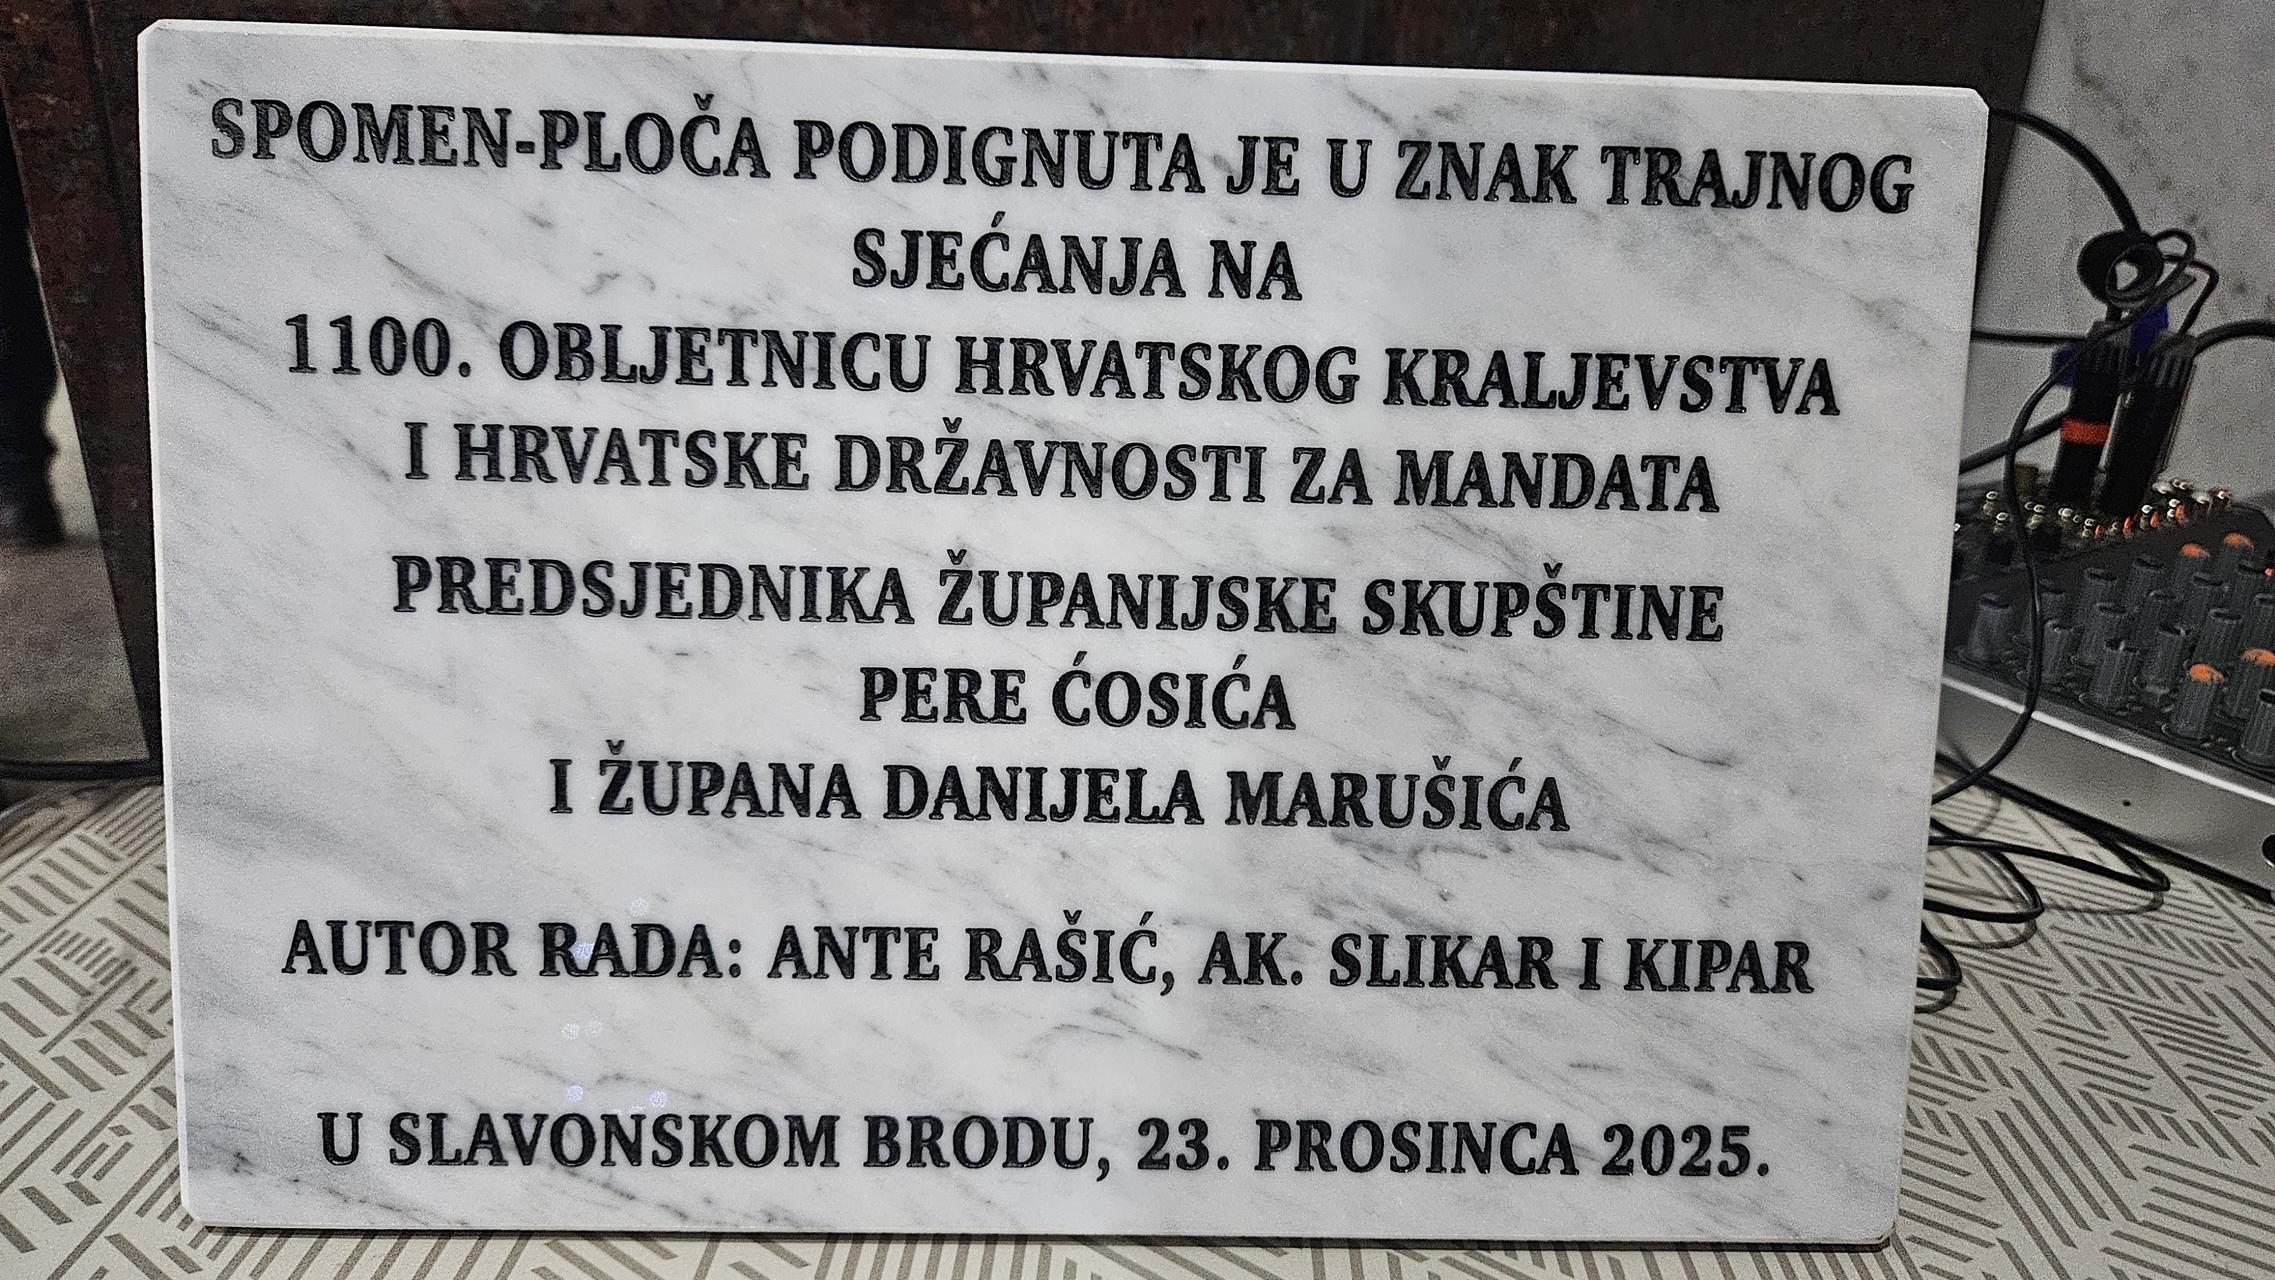 SPOMEN-PLOČA PODIGNUTA JE U ZNAK TRAJNOG
SJEĆANJA NA
1100. OBLJETNICU HRVATSKOG KRALJEVSTVA
I HRVATSKE DRŽAVNOSTI ZA MANDATA
PREDSJEDNIKA ŽUPANIJSKE SKUPŠTINE
PERE ĆOSIĆA
I ŽUPANA DANIJELA MARUŠIĆA
AUTOR RADA: ANTE RAŠIĆ, AK. SLIKAR I KIPAR
U SLAVONSKOM BRODU, 23. PROSINCA 2025.